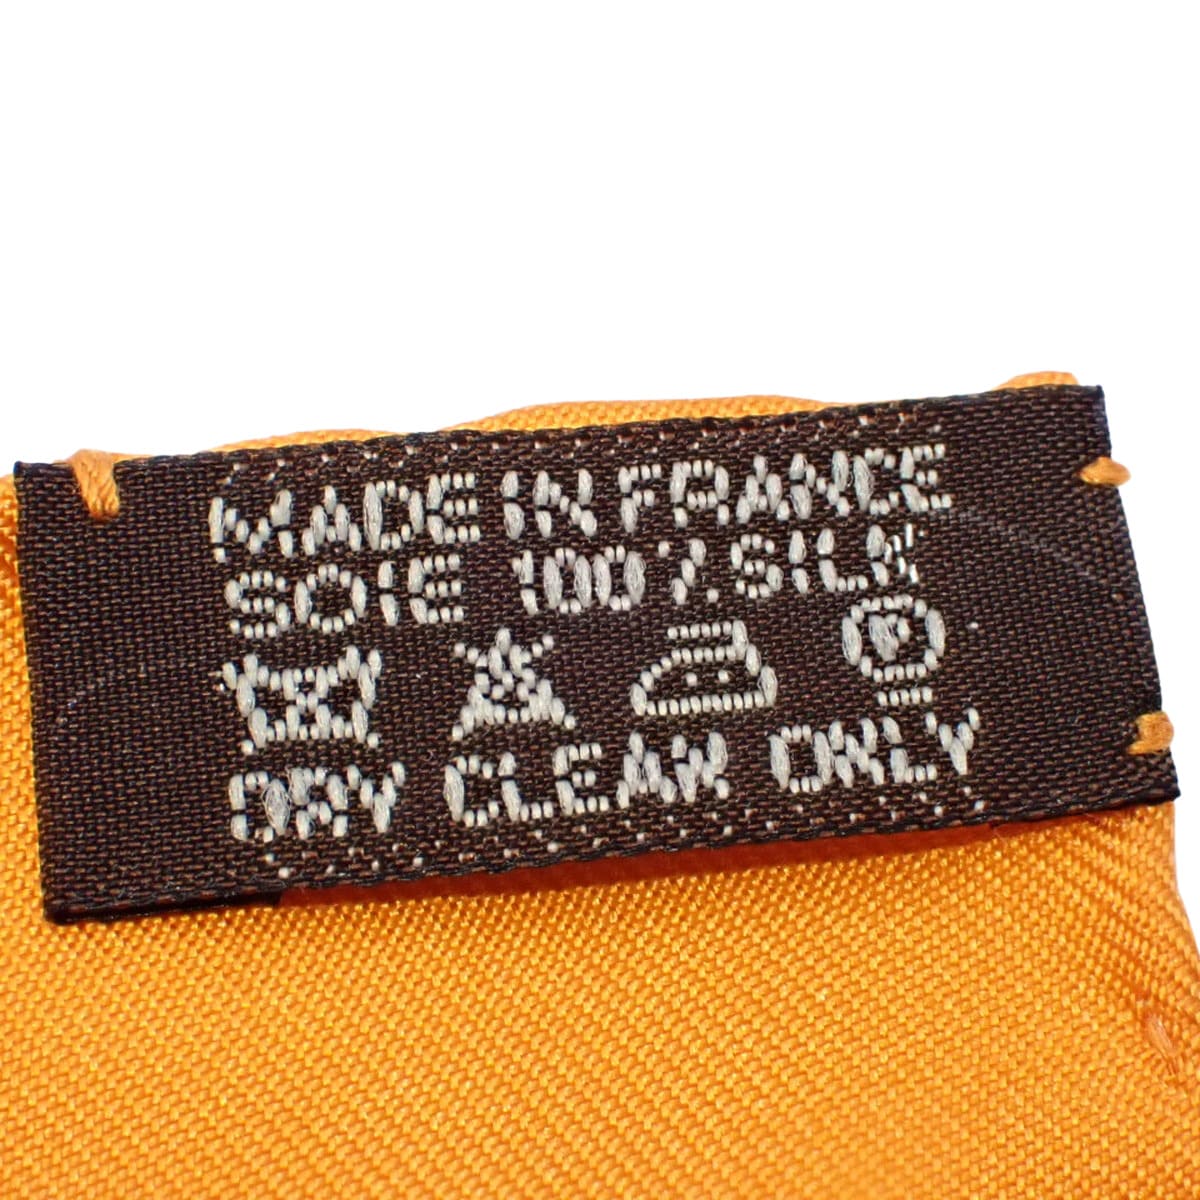 MADE IN FRANCE
SOIE 100% SILK
DRY CLEAN ONLY